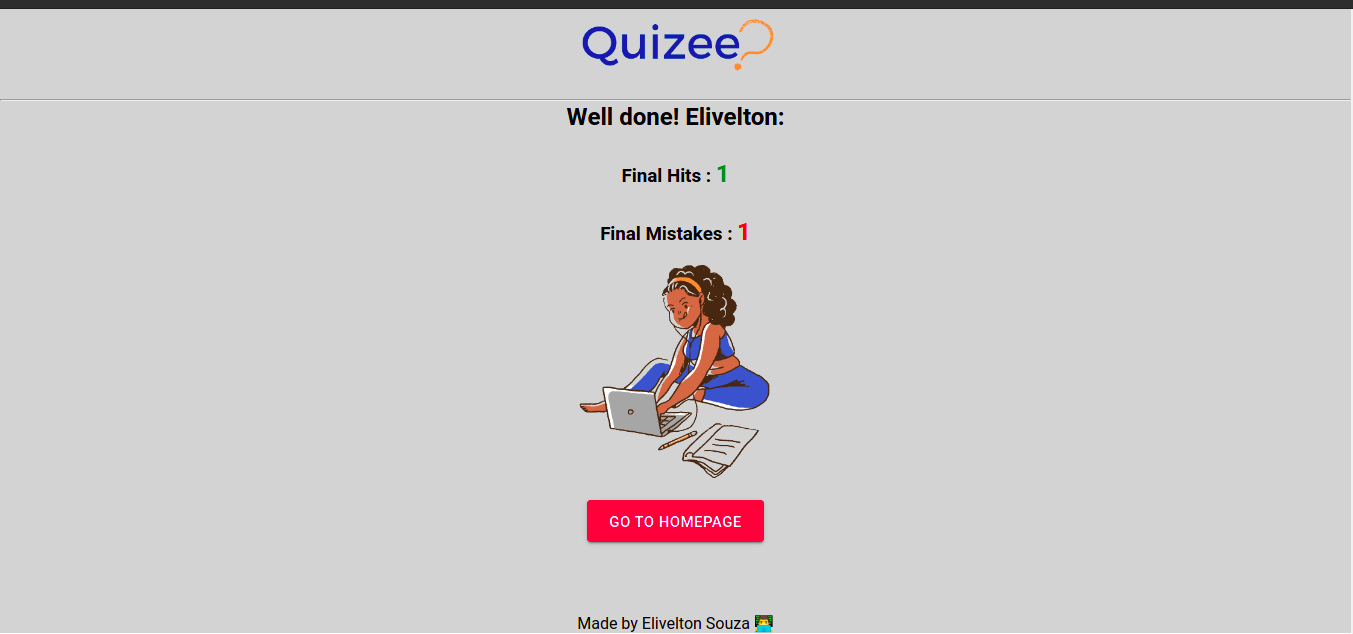 Quizee?
Well done! Elivelton:
Final Hits : 1
Final Mistakes : 1
GO TO HOMEPAGE
Made by Elivelton Souza 👨‍💻